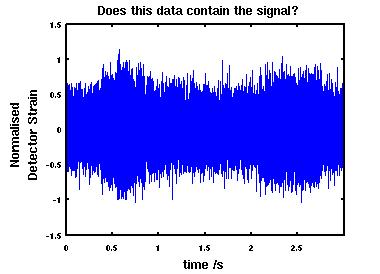 Does this data contain the signal?
1.5
1
0.5
0
-0.5
-1
-1.5
Normalised
Detector Strain
0 0.5 1 1.5 2 2.5
time /s